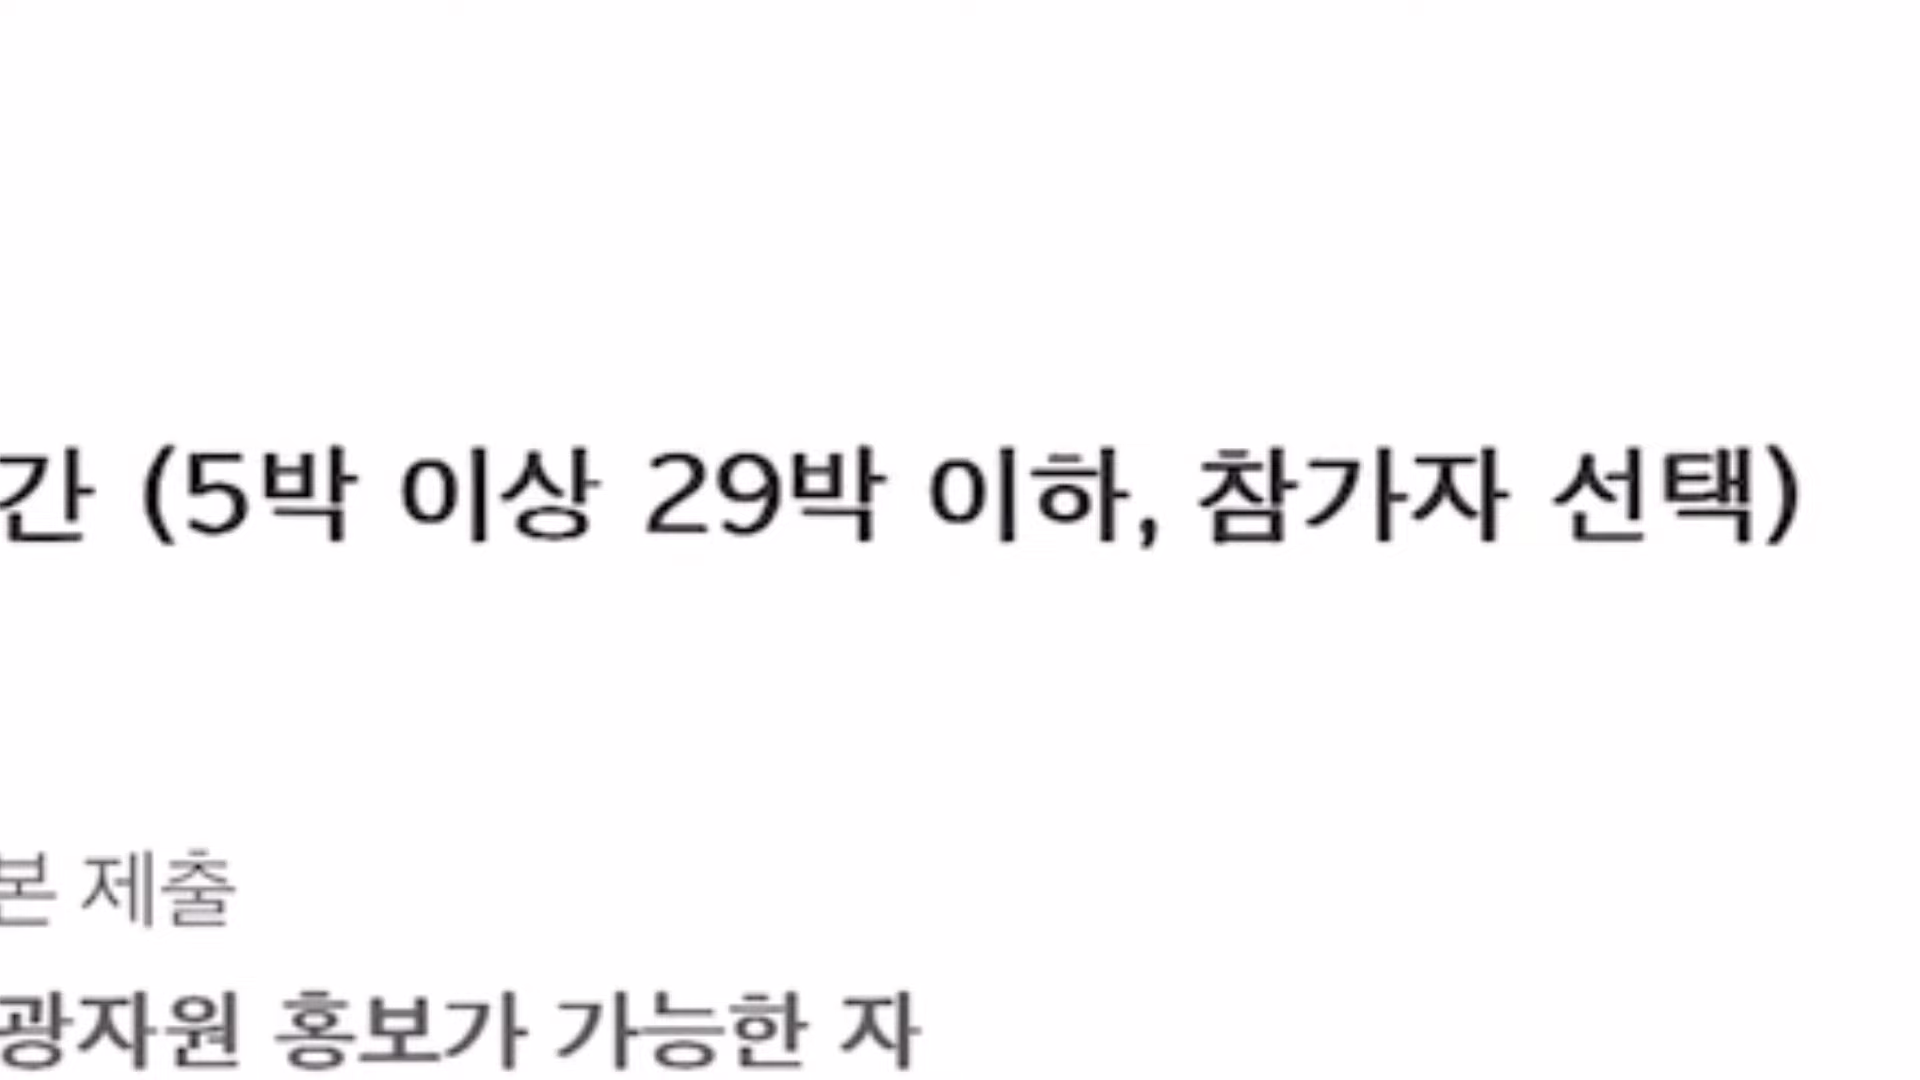 간 (5박 이상 29박 이하, 참가자 선택)
본 제출
광자원 홍보가 가능한 자